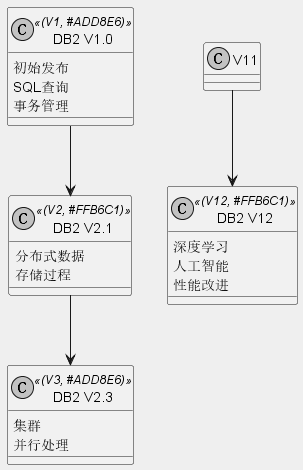 C
«(V1, #ADD8E6)»
DB2 V1.0
初始发布
SQL查询
事务管理
C
V11
C
«(V2, #FFB6C1)»
DB2 V2.1
分布式数据
存储过程
C
«(V12, #FFB6C1)»
DB2 V12
深度学习
人工智能
性能改进
C
«(V3, #ADD8E6)»
DB2 V2.3
集群
并行处理